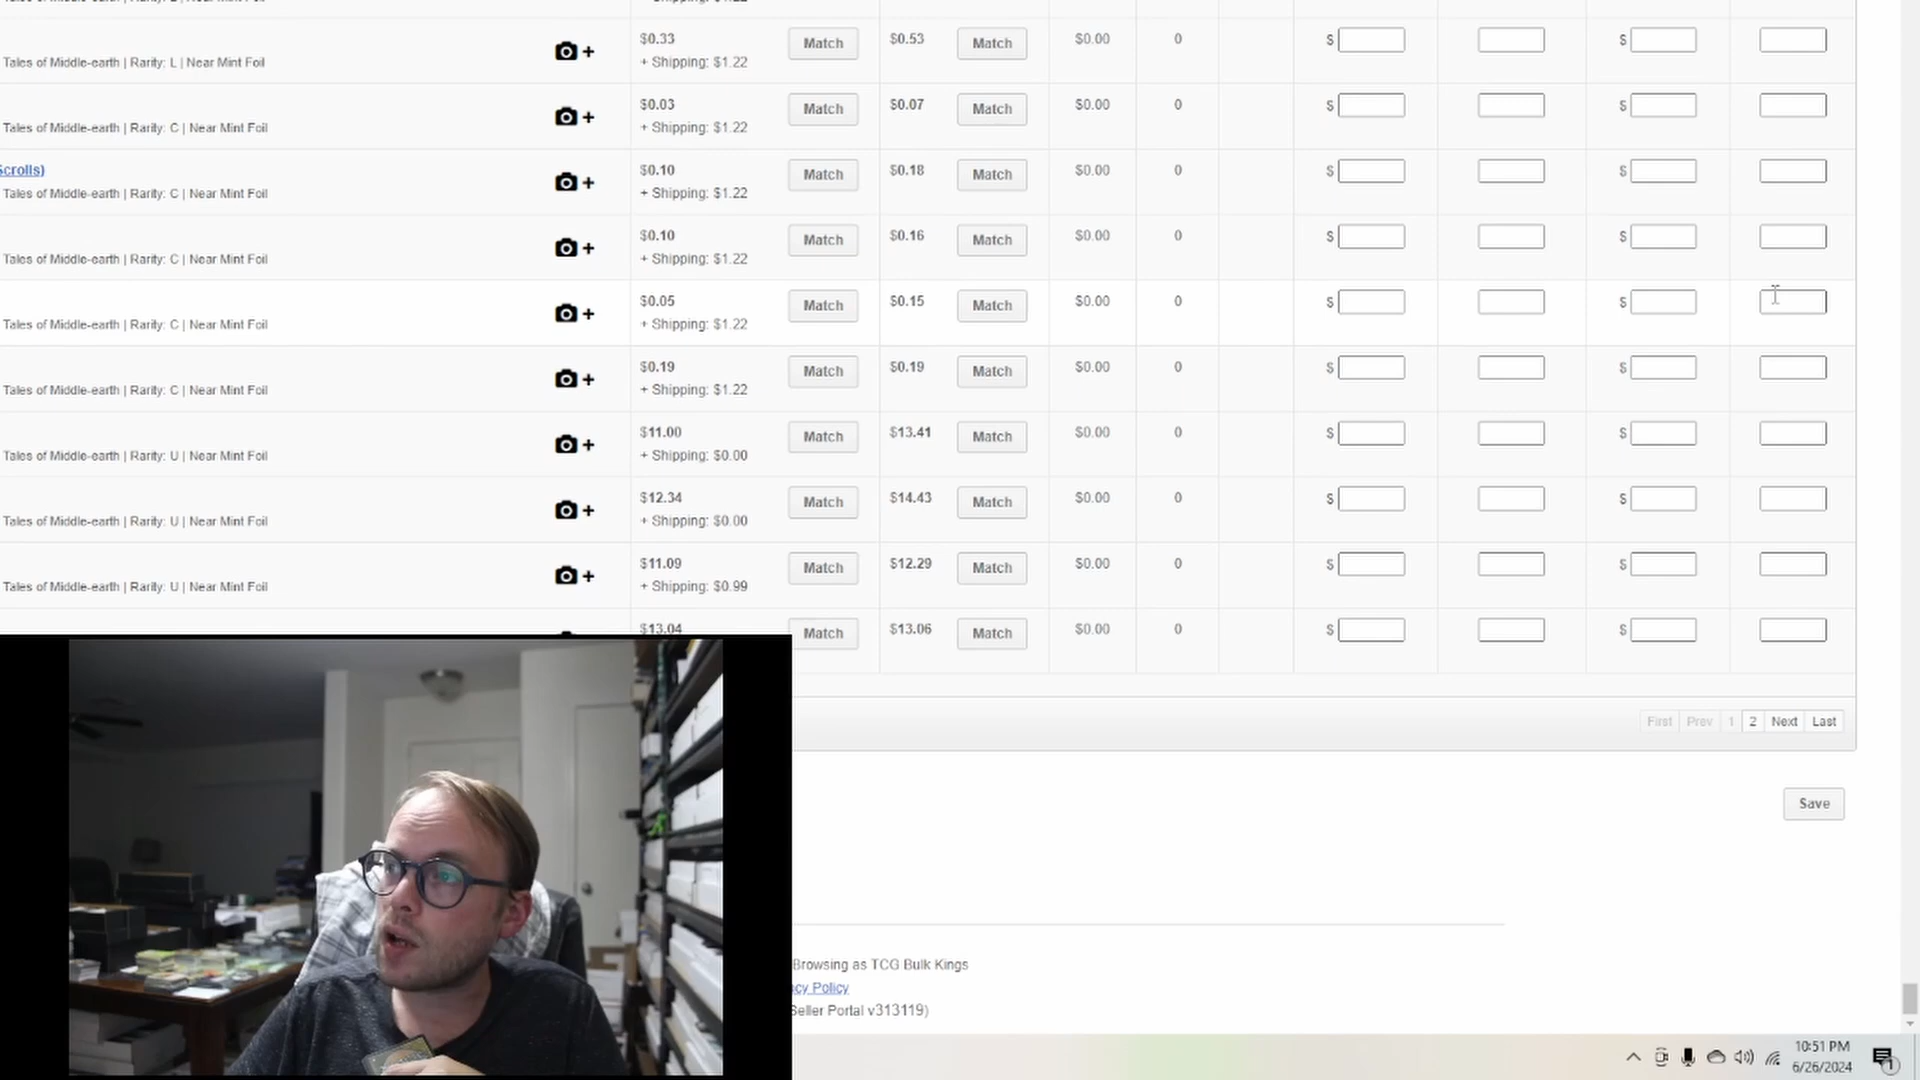 $0.33 Match $0.53 Match $0.00 0 $ $
Tales of Middle-earth | Rarity: L | Near Mint Foil + Shipping: $1.22
$0.03 Match $0.07 Match $0.00 0 $ $
Tales of Middle-earth | Rarity: C | Near Mint Foil + Shipping: $1.22
Scrolls) $0.10 Match $0.18 Match $0.00 0 $ $
Tales of Middle-earth | Rarity: C | Near Mint Foil + Shipping: $1.22
$0.10 Match $0.16 Match $0.00 0 $ $
Tales of Middle-earth | Rarity: C | Near Mint Foil + Shipping: $1.22
$0.05 Match $0.15 Match $0.00 0 $ $
Tales of Middle-earth | Rarity: C | Near Mint Foil + Shipping: $1.22
$0.19 Match $0.19 Match $0.00 0 $ $
Tales of Middle-earth | Rarity: C | Near Mint Foil + Shipping: $1.22
$11.00 Match $13.41 Match $0.00 0 $ $
Tales of Middle-earth | Rarity: U | Near Mint Foil + Shipping: $0.00
$12.34 Match $14.43 Match $0.00 0 $ $
Tales of Middle-earth | Rarity: U | Near Mint Foil + Shipping: $0.00
$11.09 Match $12.29 Match $0.00 0 $ $
Tales of Middle-earth | Rarity: U | Near Mint Foil + Shipping: $0.99
$13.04 Match $13.06 Match $0.00 0 $ $
First Prev 1 2 Next Last
Save
Browsing as TCG Bulk Kings
cy Policy
Seller Portal v313119)
10:51 PM
6/26/2024
1